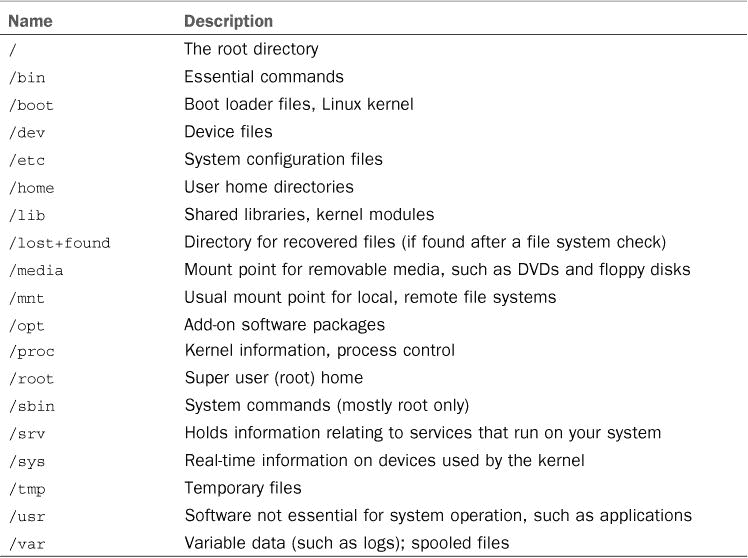 Name Description
/ The root directory
/bin Essential commands
/boot Boot loader files, Linux kernel
/dev Device files
/etc System configuration files
/home User home directories
/lib Shared libraries, kernel modules
/lost+found Directory for recovered files (if found after a file system check)
/media Mount point for removable media, such as DVDs and floppy disks
/mnt Usual mount point for local, remote file systems
/opt Add-on software packages
/proc Kernel information, process control
/root Super user (root) home
/sbin System commands (mostly root only)
/srv Holds information relating to services that run on your system
/sys Real-time information on devices used by the kernel
/tmp Temporary files
/usr Software not essential for system operation, such as applications
/var Variable data (such as logs); spooled files